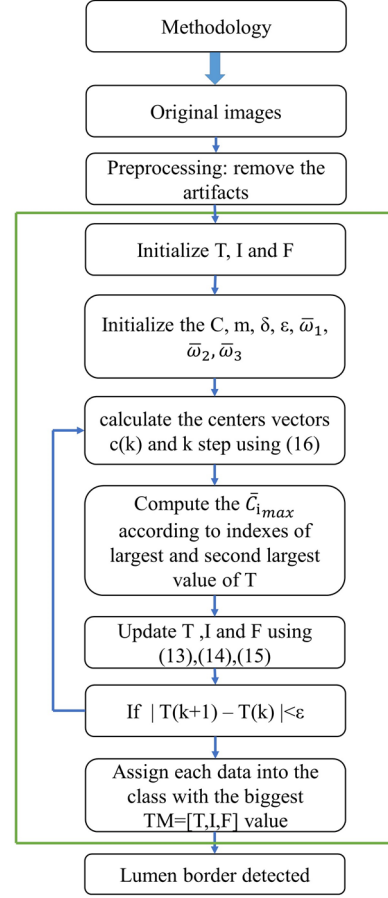 Methodology
Original images
Preprocessing: remove the
artifacts
Initialize T, I and F
Initialize the C, m, δ, ε, ω̅₁,
ω̅₂, ω̅₃
calculate the centers vectors
c(k) and k step using (16)
Compute the C̄ᵢₘₐₓ
according to indexes of
largest and second largest
value of T
Update T ,I and F using
(13),(14),(15)
If | T(k+1) – T(k) |<ε
Assign each data into the
class with the biggest
TM=[T,I,F] value
Lumen border detected